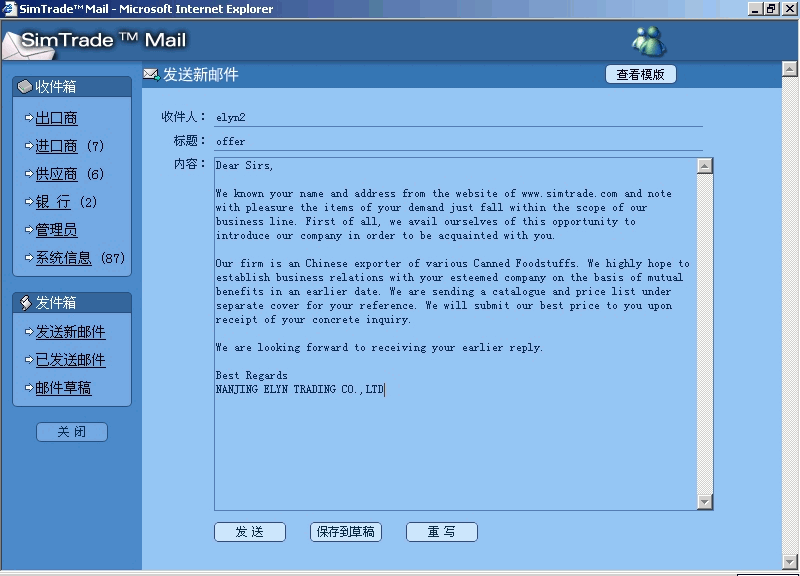 SimTrade™Mail - Microsoft Internet Explorer
SimTrade™ Mail
收件箱
出口商
进口商 (7)
供应商 (6)
银 行 (2)
管理员
系统信息 (87)
发件箱
发送新邮件
已发送邮件
邮件草稿
关 闭
发送新邮件
查看模版
收件人： elyn2
标题： offer
内容：
Dear Sirs,
We known your name and address from the website of www.simtrade.com and note
with pleasure the items of your demand just fall within the scope of our
business line. First of all, we avail ourselves of this opportunity to
introduce our company in order to be acquainted with you.
Our firm is an Chinese exporter of various Canned Foodstuffs. We highly hope to
establish business relations with your esteemed company on the basis of mutual
benefits in an earlier date. We are sending a catalogue and price list under
separate cover for your reference. We will submit our best price to you upon
receipt of your concrete inquiry.
We are looking forward to receiving your earlier reply.
Best Regards
NANJING ELYN TRADING CO.,LTD
发 送
保存到草稿
重 写